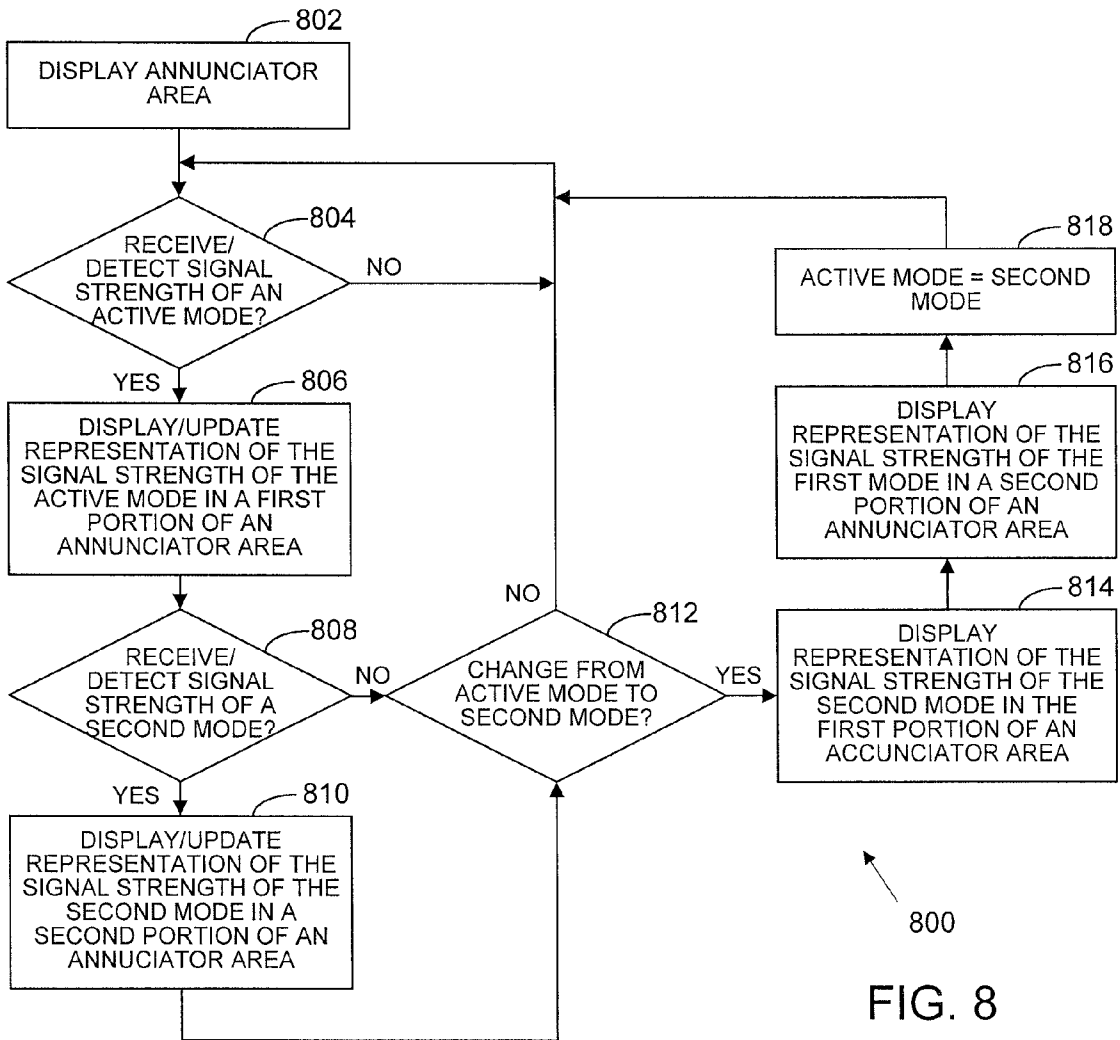 802
DISPLAY ANNUNCIATOR
AREA
804
RECEIVE/
DETECT SIGNAL
STRENGTH OF AN
ACTIVE MODE?
NO
YES
806
DISPLAY/UPDATE
REPRESENTATION OF THE
SIGNAL STRENGTH OF THE
ACTIVE MODE IN A FIRST
PORTION OF AN
ANNUNCIATOR AREA
808
RECEIVE/
DETECT SIGNAL
STRENGTH OF A
SECOND MODE?
NO
YES
810
DISPLAY/UPDATE
REPRESENTATION OF THE
SIGNAL STRENGTH OF THE
SECOND MODE IN A
SECOND PORTION OF AN
ANNUCIATOR AREA
NO
812
CHANGE FROM
ACTIVE MODE TO
SECOND MODE?
YES
818
ACTIVE MODE = SECOND
MODE
816
DISPLAY
REPRESENTATION OF THE
SIGNAL STRENGTH OF THE
FIRST MODE IN A SECOND
PORTION OF AN
ANNUNCIATOR AREA
814
DISPLAY
REPRESENTATION OF THE
SIGNAL STRENGTH OF THE
SECOND MODE IN THE
FIRST PORTION OF AN
ACCUNCIATOR AREA
800
FIG. 8